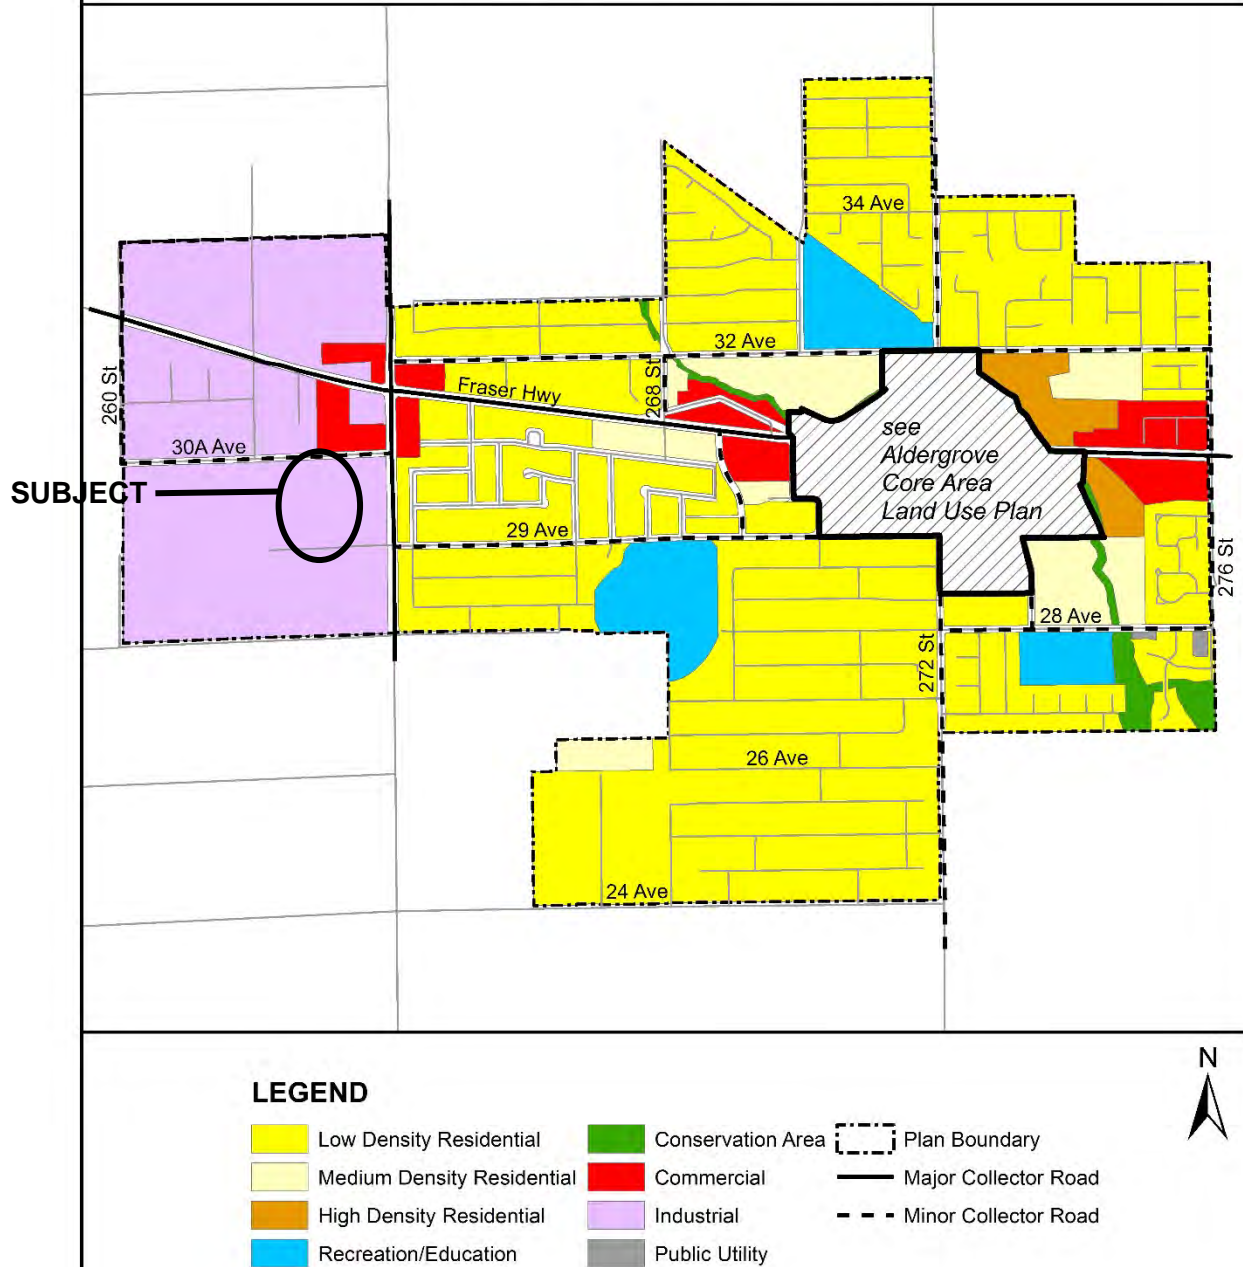 34 Ave
32 Ave
260 St
Fraser Hwy
268 St
30A Ave
SUBJECT
see
Aldergrove
Core Area
Land Use Plan
29 Ave
276 St
28 Ave
272 St
26 Ave
24 Ave
N
LEGEND
Low Density Residential
Conservation Area
Plan Boundary
Medium Density Residential
Commercial
Major Collector Road
High Density Residential
Industrial
Minor Collector Road
Recreation/Education
Public Utility